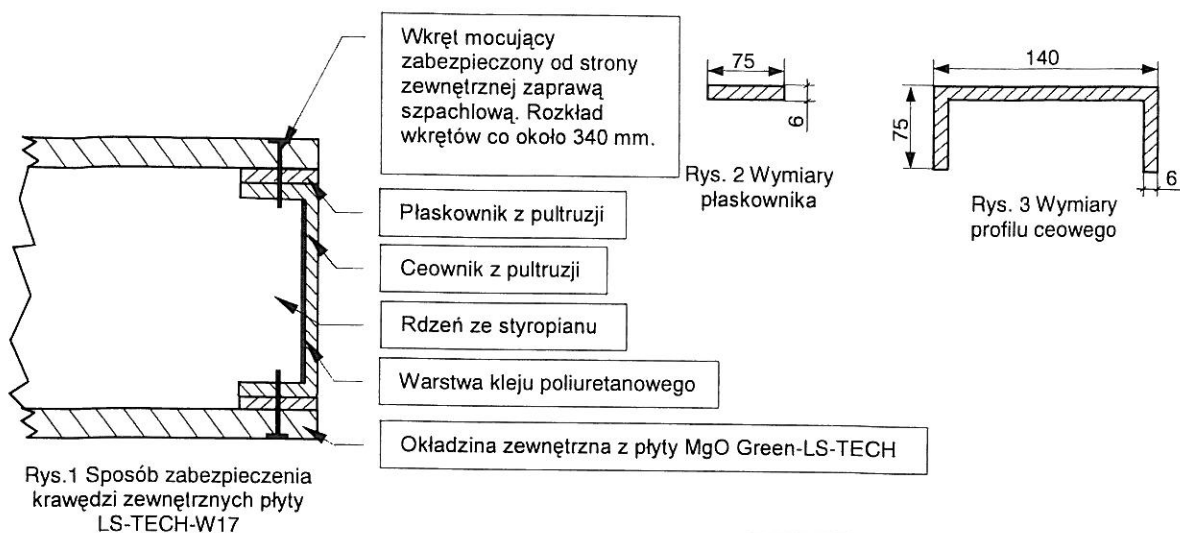 Wkręt mocujący
zabezpieczony od strony
zewnętrznej zaprawą
szpachlową. Rozkład
wkrętów co około 340 mm.
Płaskownik z pultruzji
Ceownik z pultruzji
Rdzeń ze styropianu
Warstwa kleju poliuretanowego
Okładzina zewnętrzna z płyty MgO Green-LS-TECH
Rys.1 Sposób zabezpieczenia
krawędzi zewnętrznych płyty
LS-TECH-W17
75
6
Rys. 2 Wymiary
płaskownika
140
75
6
Rys. 3 Wymiary
profilu ceowego